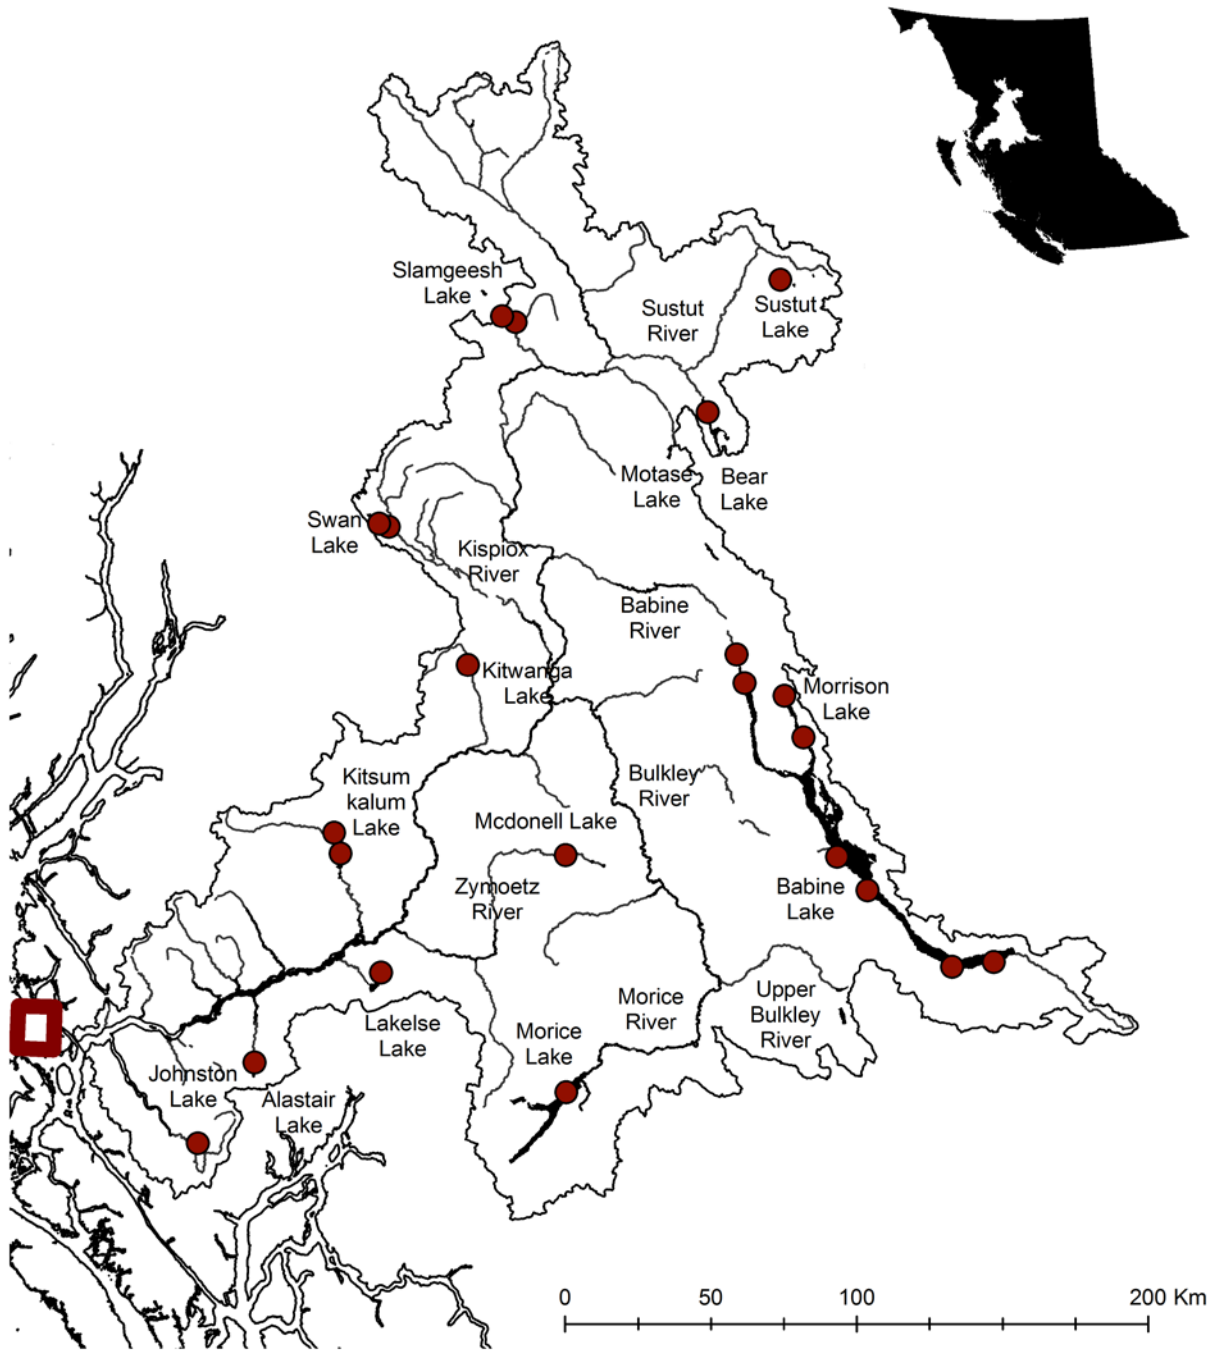 Slamgeesh
Lake
Sustut
River
Sustut
Lake
Motase
Lake
Bear
Lake
Swan
Lake
Kispiox
River
Babine
River
Kitwanga
Lake
Morrison
Lake
Kitsum
kalum
Lake
Bulkley
River
Mcdonell Lake
Zymoetz
River
Babine
Lake
Lakelse
Lake
Morice
Lake
Morice
River
Upper
Bulkley
River
Johnston
Lake
Alastair
Lake
0 50 100 200 Km